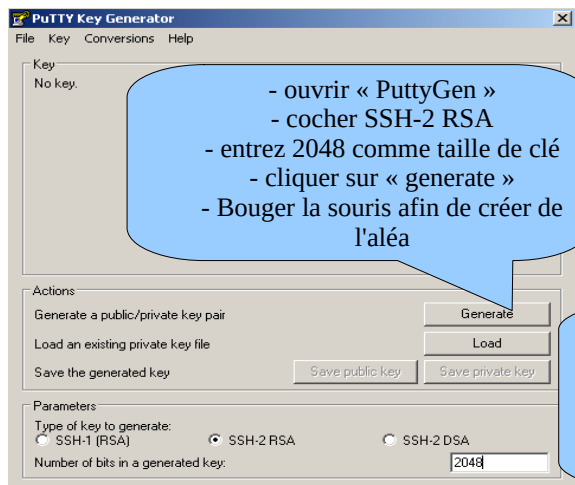 PuTTY Key Generator
File Key Conversions Help
Key
No key.
- ouvrir « PuttyGen »
- cocher SSH-2 RSA
- entrez 2048 comme taille de clé
- cliquer sur « generate »
- Bouger la souris afin de créer de
l'aléa
Actions
Generate a public/private key pair
Generate
Load an existing private key file
Load
Save the generated key
Save public key
Save private key
Parameters
Type of key to generate:
SSH-1 (RSA) SSH-2 RSA SSH-2 DSA
Number of bits in a generated key:
2048